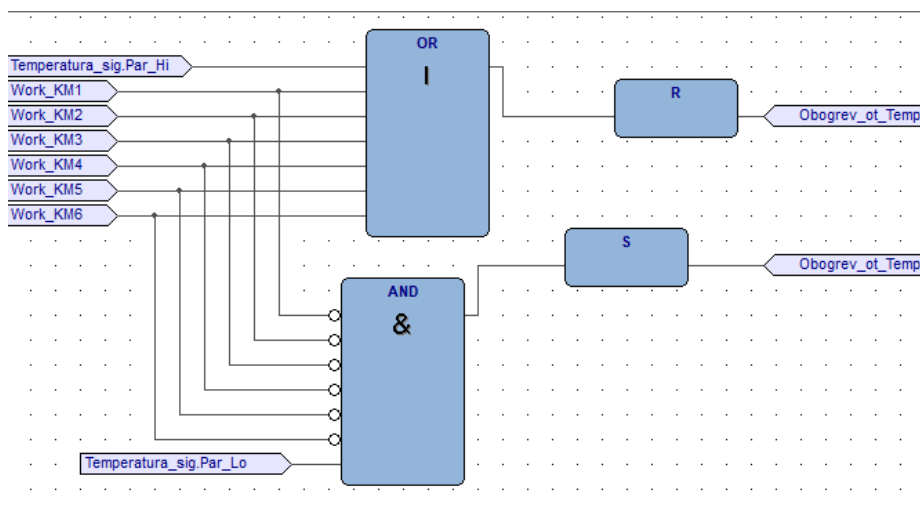 OR
I
Temperatura_sig.Par_Hi
Work_KM1
Work_KM2
Work_KM3
Work_KM4
Work_KM5
Work_KM6
R
Obogrev_ot_Temp
S
Obogrev_ot_Temp
AND
&
Temperatura_sig.Par_Lo